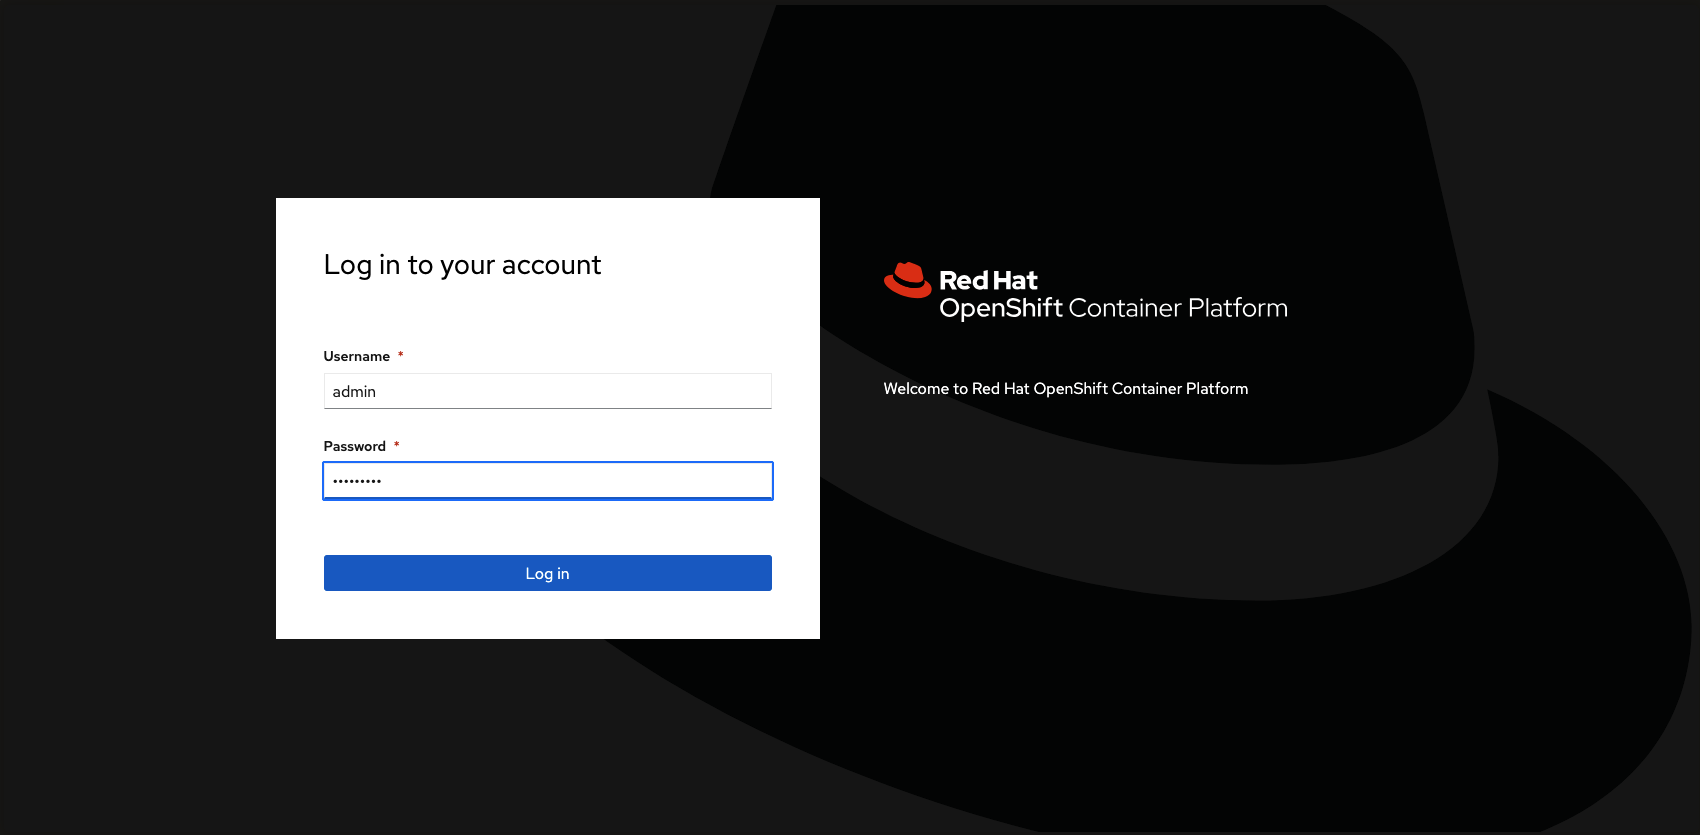 Log in to your account
Username *
admin
Password *
•••••••••
Log in
Red Hat
OpenShift Container Platform
Welcome to Red Hat OpenShift Container Platform